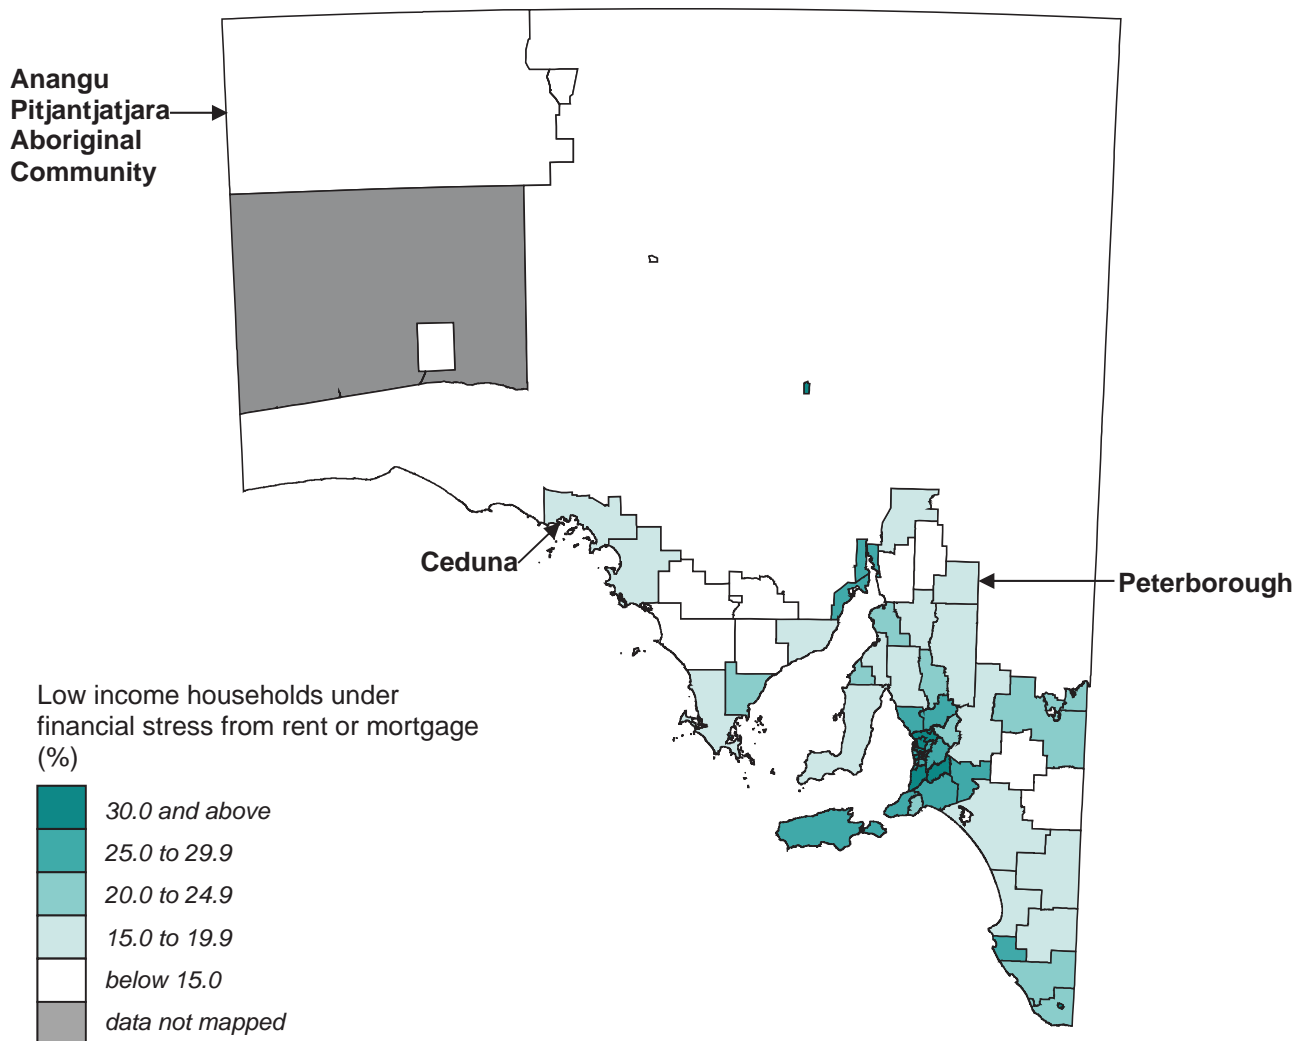 Anangu
Pitjantjatjara
Aboriginal
Community
Ceduna
Peterborough
Low income households under
financial stress from rent or mortgage
(%)
30.0 and above
25.0 to 29.9
20.0 to 24.9
15.0 to 19.9
below 15.0
data not mapped